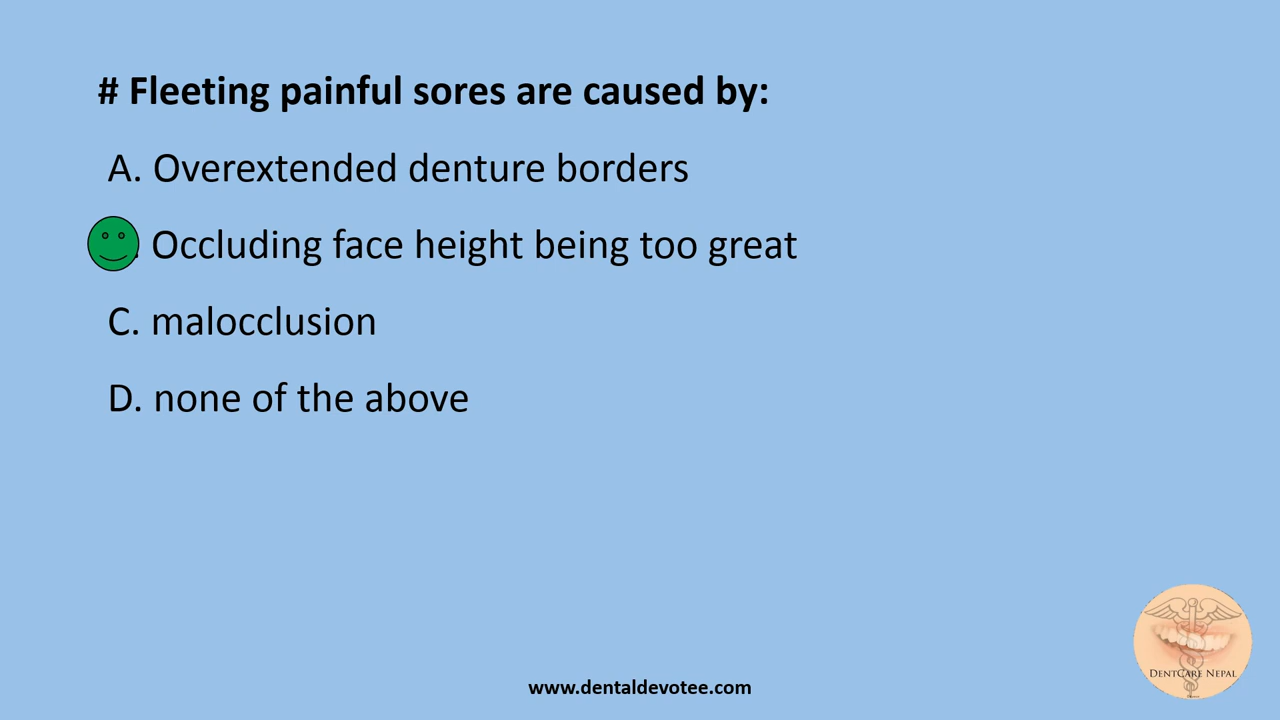 # Fleeting painful sores are caused by:
A. Overextended denture borders
. Occluding face height being too great
C. malocclusion
D. none of the above
DentCare Nepal
www.dentaldevotee.com